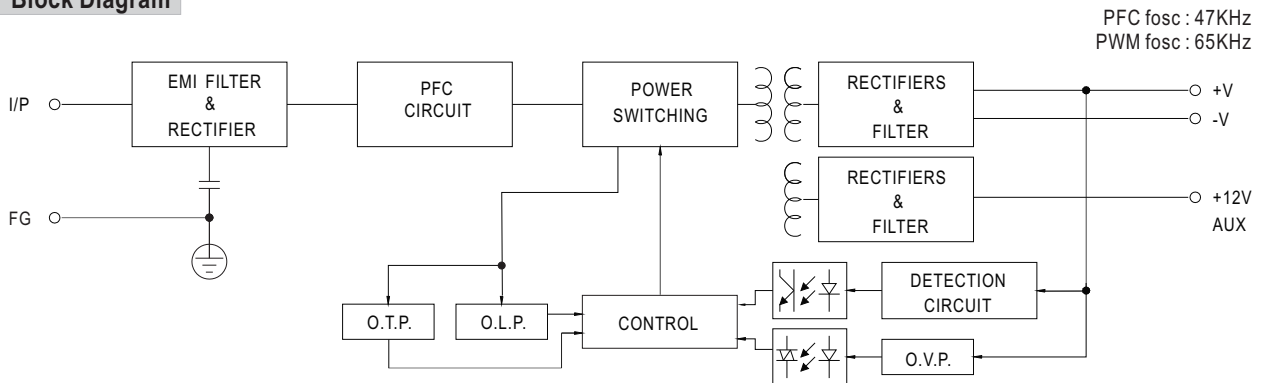 Block Diagram
PFC fosc : 47KHz
PWM fosc : 65KHz
I/P
EMI FILTER
&
RECTIFIER
PFC
CIRCUIT
POWER
SWITCHING
RECTIFIERS
&
FILTER
+V
-V
RECTIFIERS
&
FILTER
+12V
AUX
FG
DETECTION
CIRCUIT
O.T.P.
O.L.P.
CONTROL
O.V.P.